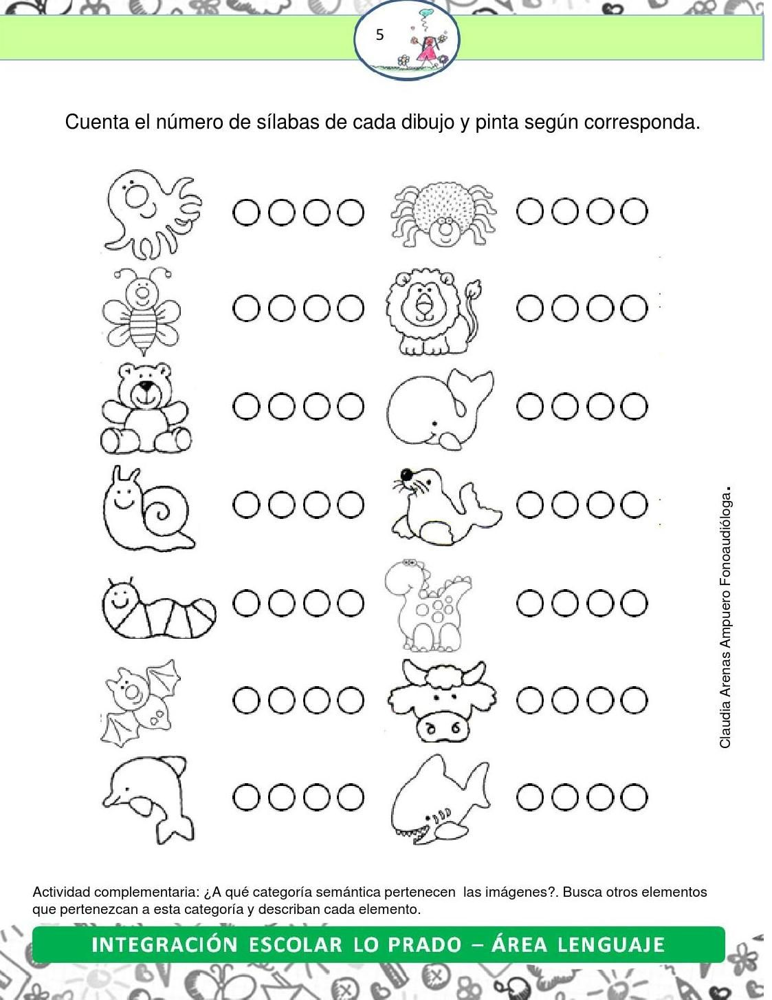 5
Cuenta el número de sílabas de cada dibujo y pinta según corresponda.
Claudia Arenas Ampuero Fonoaudióloga.
Actividad complementaria: ¿A qué categoría semántica pertenecen  las imágenes?. Busca otros elementos
que pertenezcan a esta categoría y describan cada elemento.
INTEGRACIÓN ESCOLAR LO PRADO – ÁREA LENGUAJE